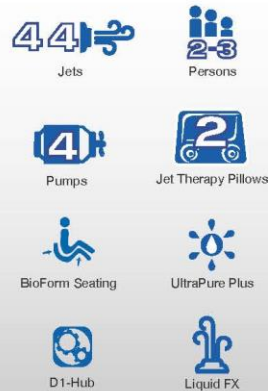 44
Jets
2-3
Persons
4
Pumps
2
Jet Therapy Pillows
BioForm Seating
UltraPure Plus
D1-Hub
Liquid FX